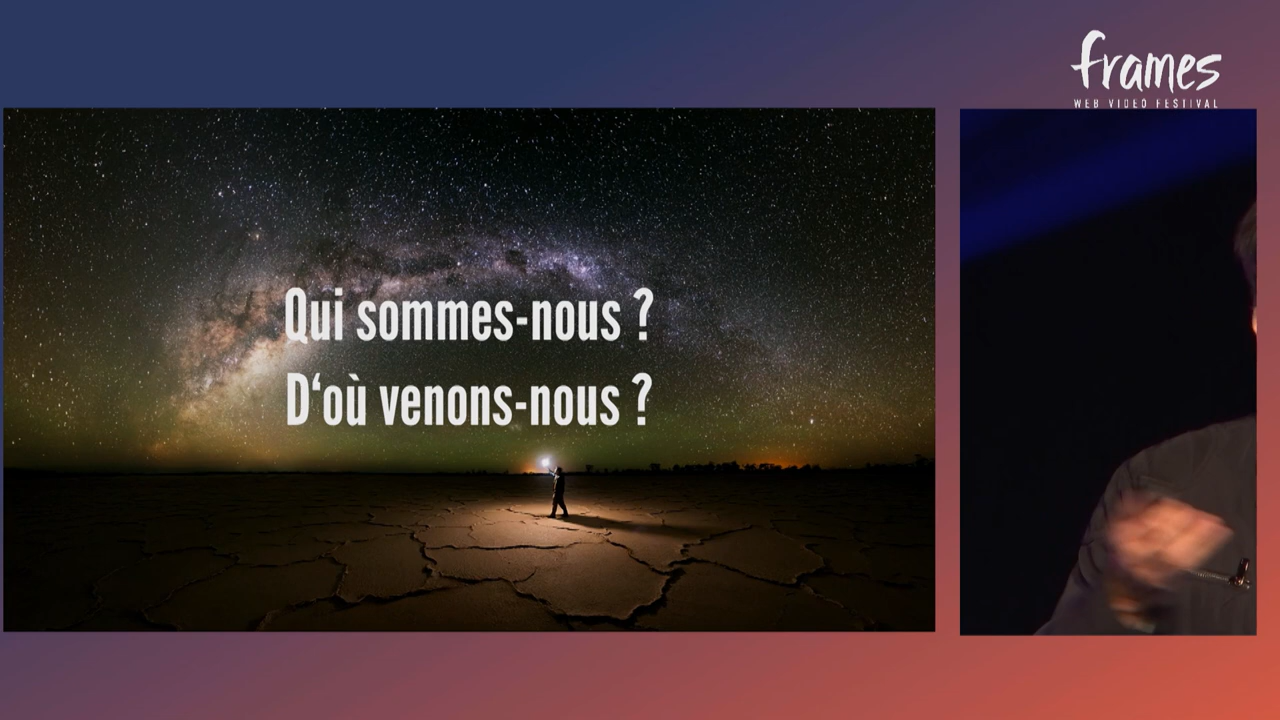 frames
WEB VIDEO FESTIVAL
Qui sommes-nous ?
D‘où venons-nous ?